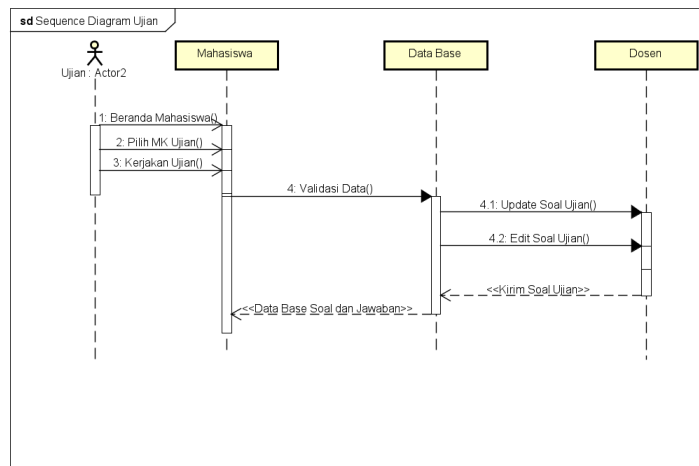 sd Sequence Diagram Ujian
Ujian : Actor2
Mahasiswa
Data Base
Dosen
1: Beranda Mahasiswa()
2: Pilih MK Ujian()
3: Kerjakan Ujian()
4: Validasi Data()
4.1: Update Soal Ujian()
4.2: Edit Soal Ujian()
<<Kirim Soal Ujian>>
<<Data Base Soal dan Jawaban>>